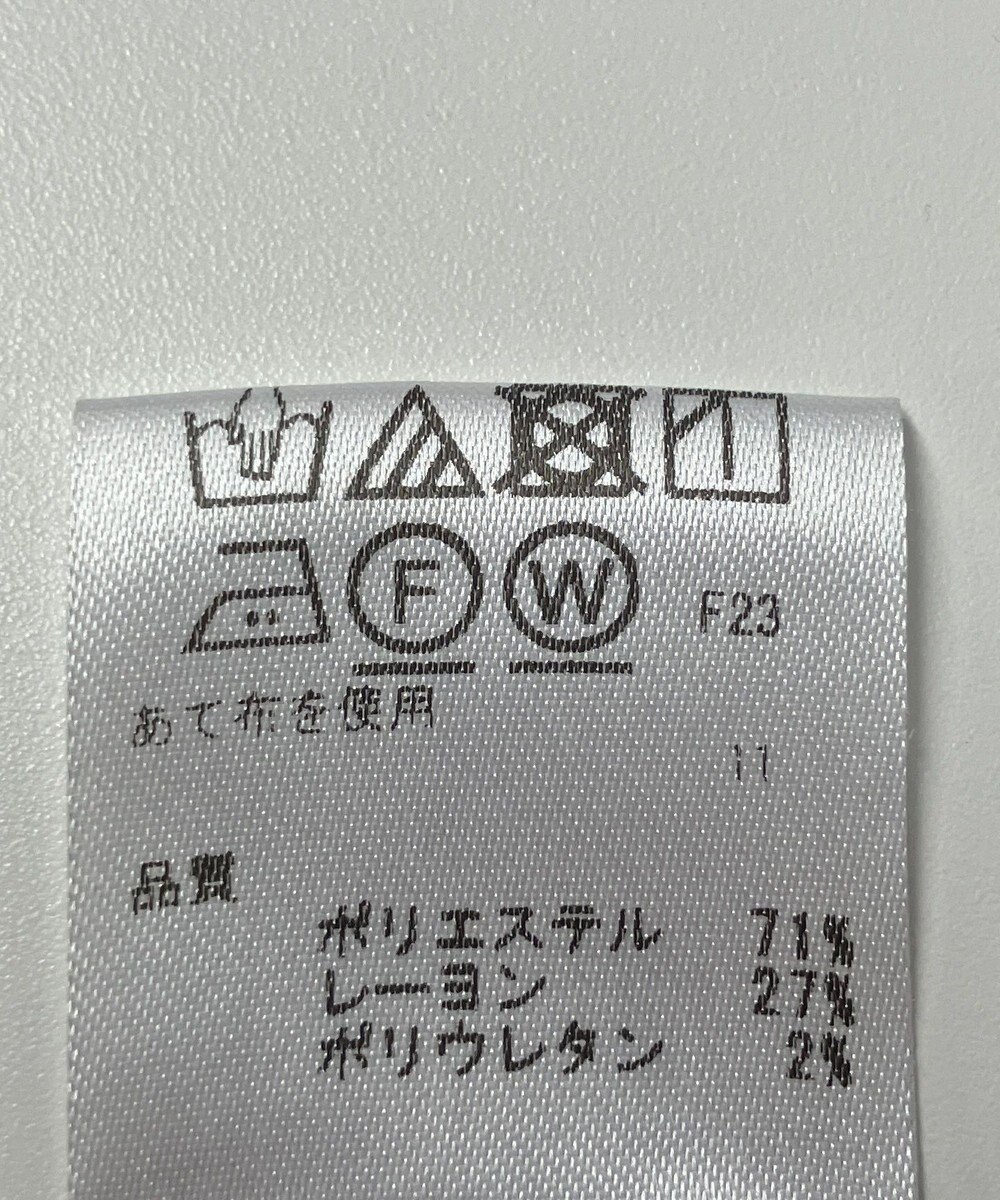 F W F23
あて布を使用
11
品質
ポリエステル 71%
レーヨン 27%
ポリウレタン 2%